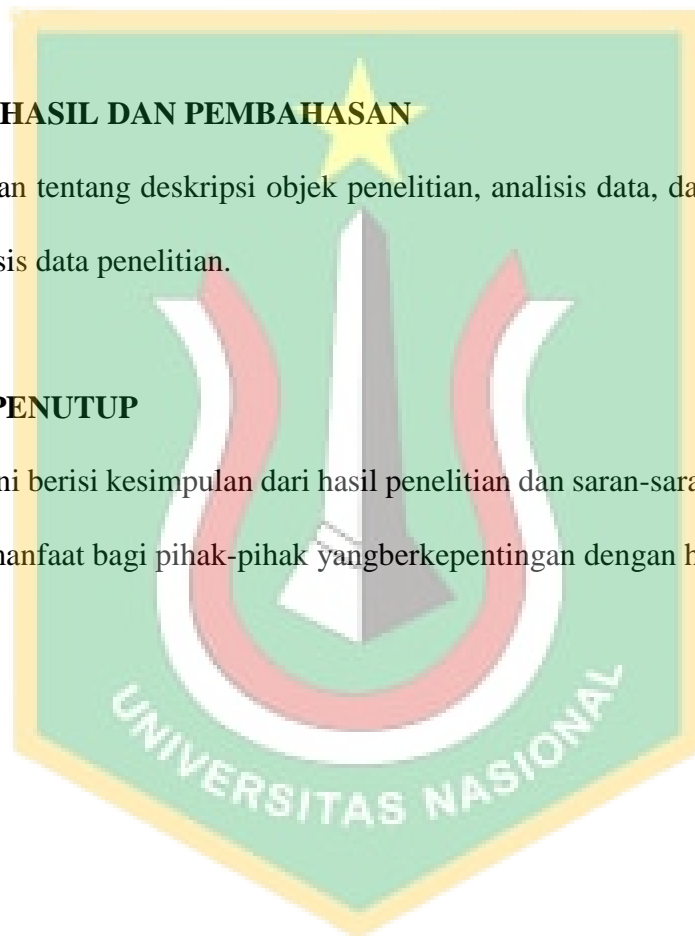 HASIL DAN PEMBAHASAN
an tentang deskripsi objek penelitian, analisis data, da
sis data penelitian.
PENUTUP
ni berisi kesimpulan dari hasil penelitian dan saran-sara
manfaat bagi pihak-pihak yangberkepentingan dengan h
UNIVERSITAS NASIONAL